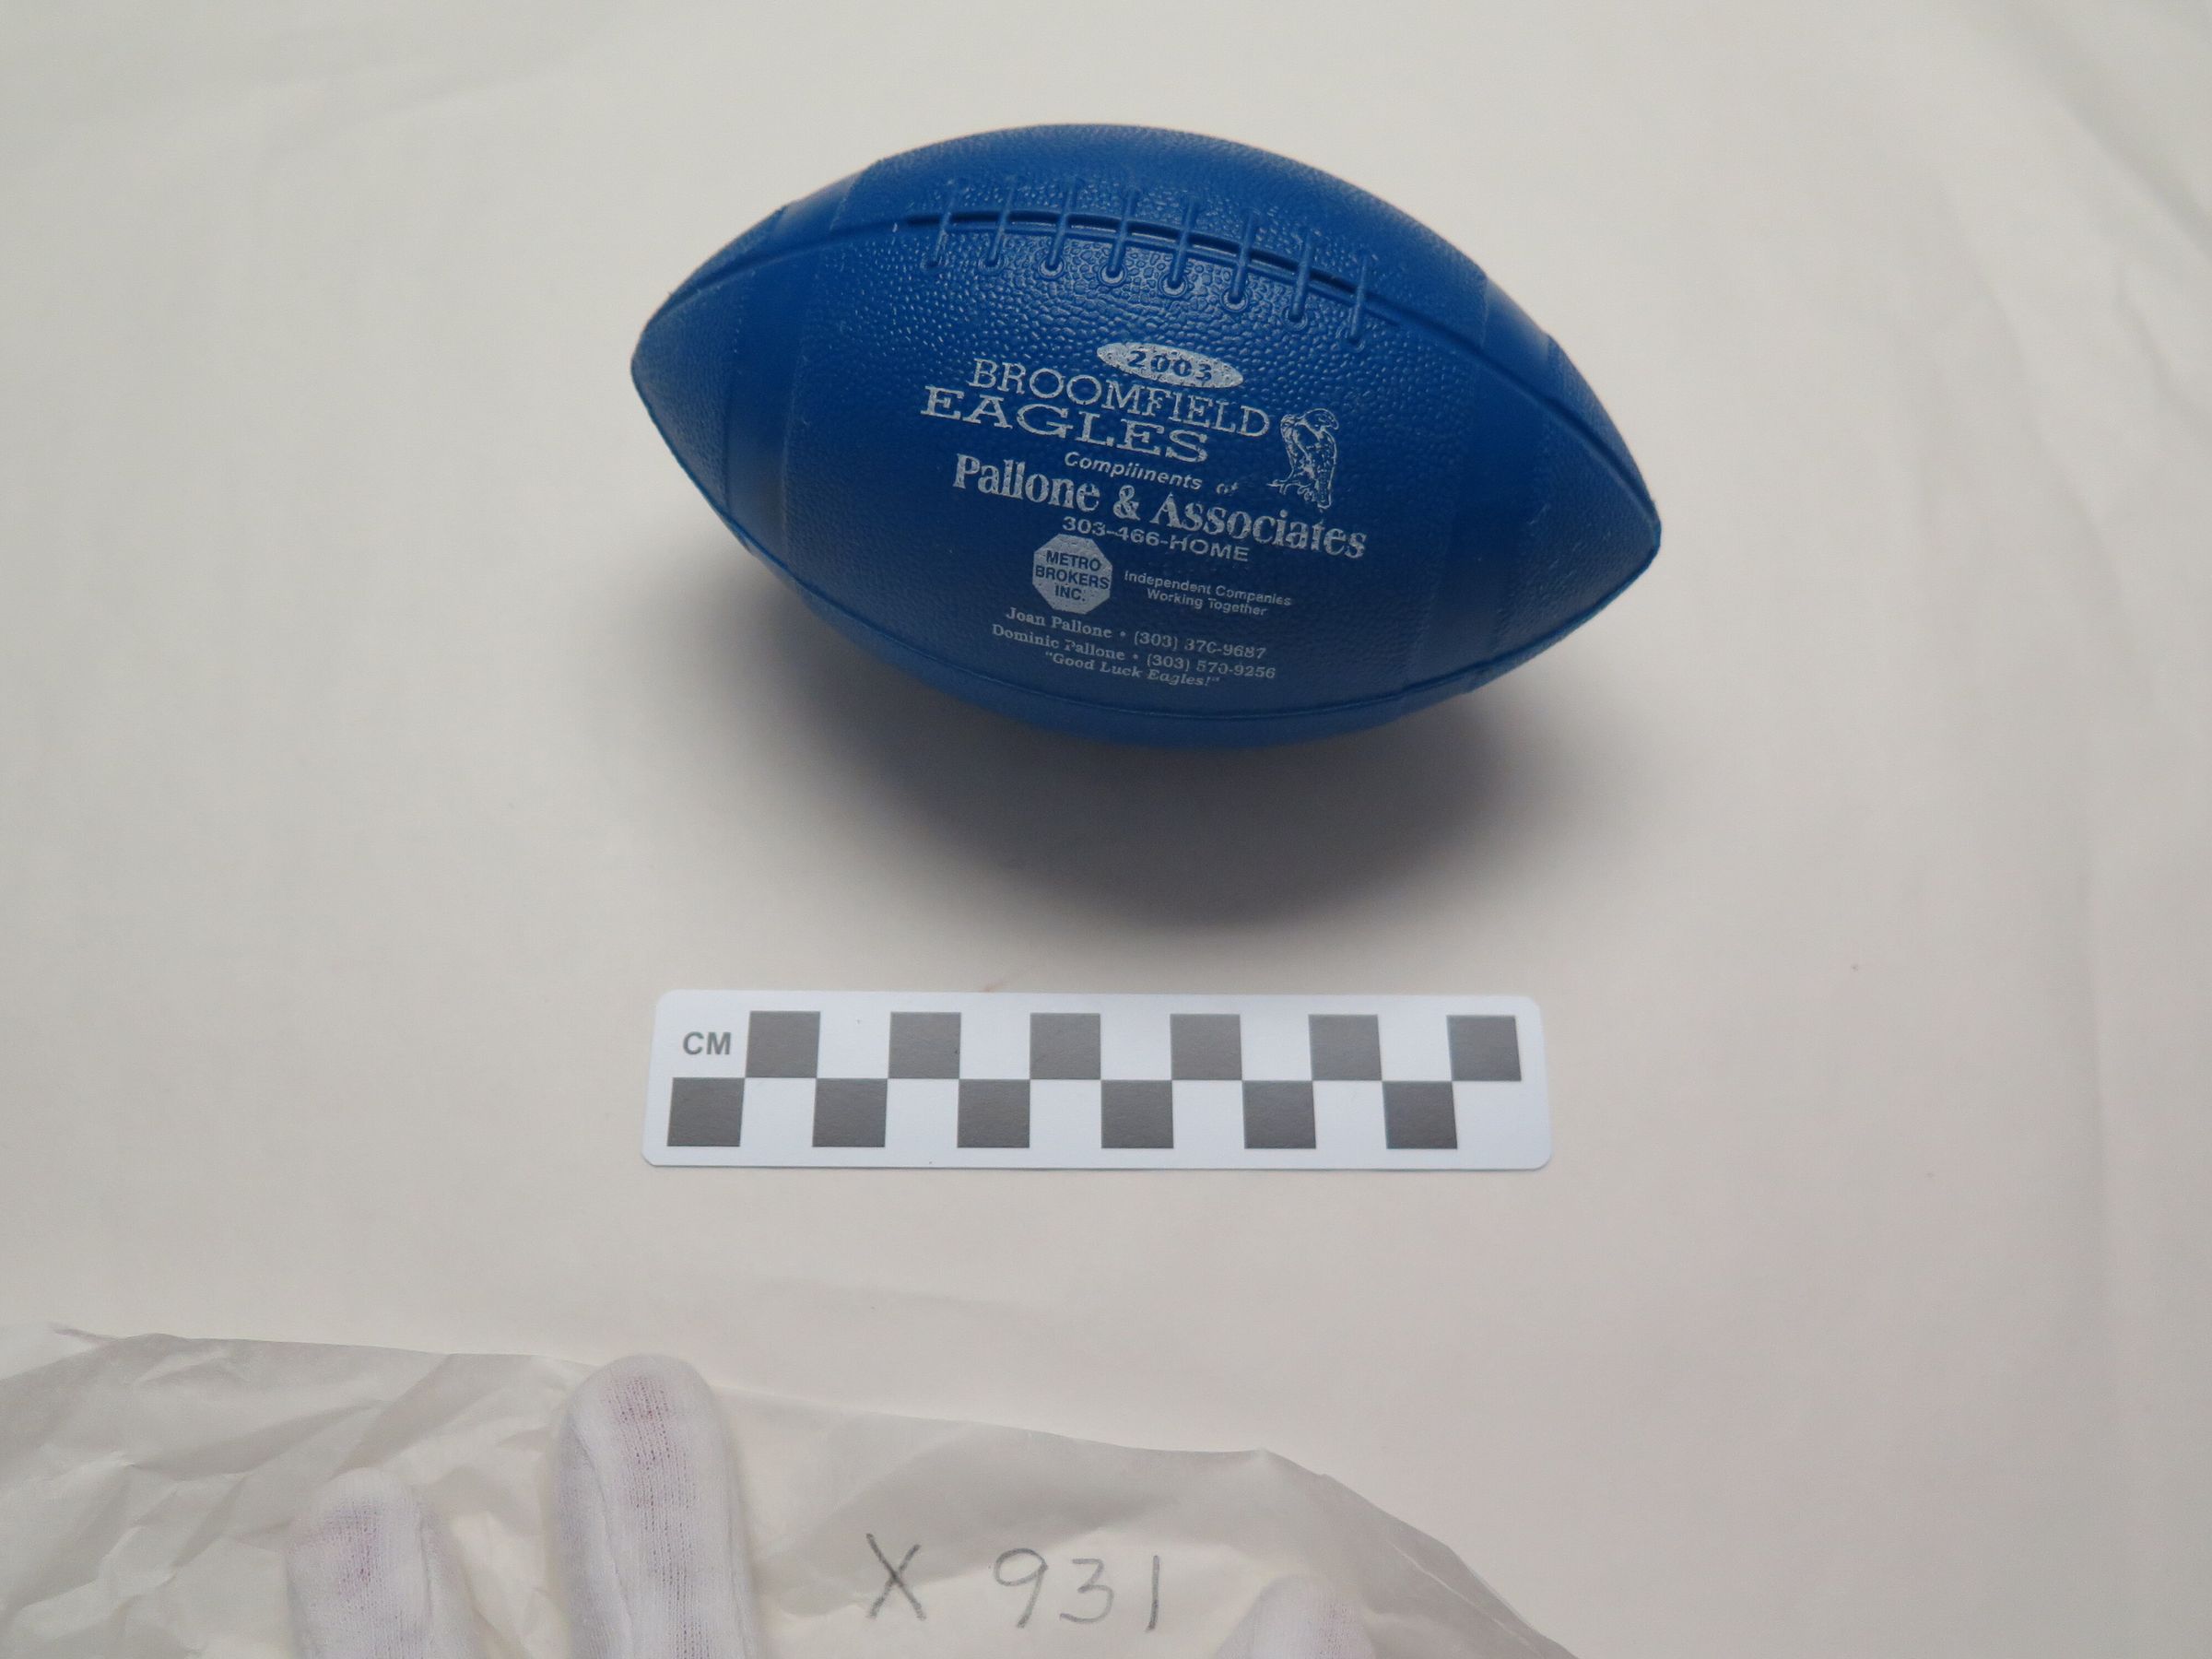 2003
BROOMFIELD
EAGLES
Compliments of
Pallone & Associates
303-466-HOME
METRO
BROKERS
INC.
Independent Companies
Working Together
Joan Pallone • (303) 370-9687
Dominic Pallone • (303) 570-9256
"Good Luck Eagles!"
CM
X 931